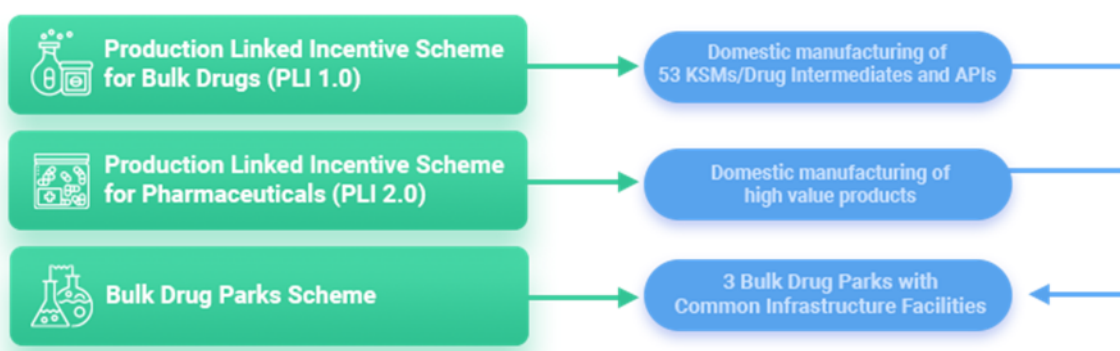 Production Linked Incentive Scheme
for Bulk Drugs (PLI 1.0)
Domestic manufacturing of
53 KSMs/Drug Intermediates and APIs
Production Linked Incentive Scheme
for Pharmaceuticals (PLI 2.0)
Domestic manufacturing of
high value products
Bulk Drug Parks Scheme
3 Bulk Drug Parks with
Common Infrastructure Facilities